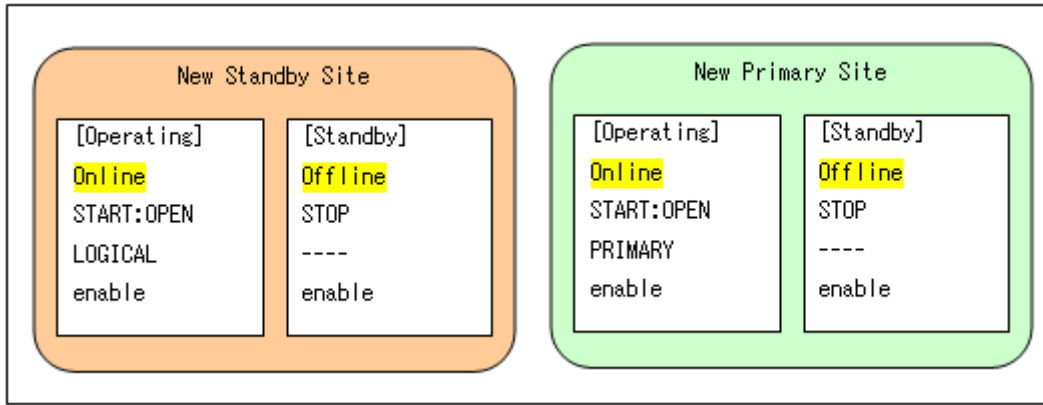 New Standby Site
[Operating]
Online
START:OPEN
LOGICAL
enable
[Standby]
Offline
STOP
----
enable
New Primary Site
[Operating]
Online
START:OPEN
PRIMARY
enable
[Standby]
Offline
STOP
----
enable